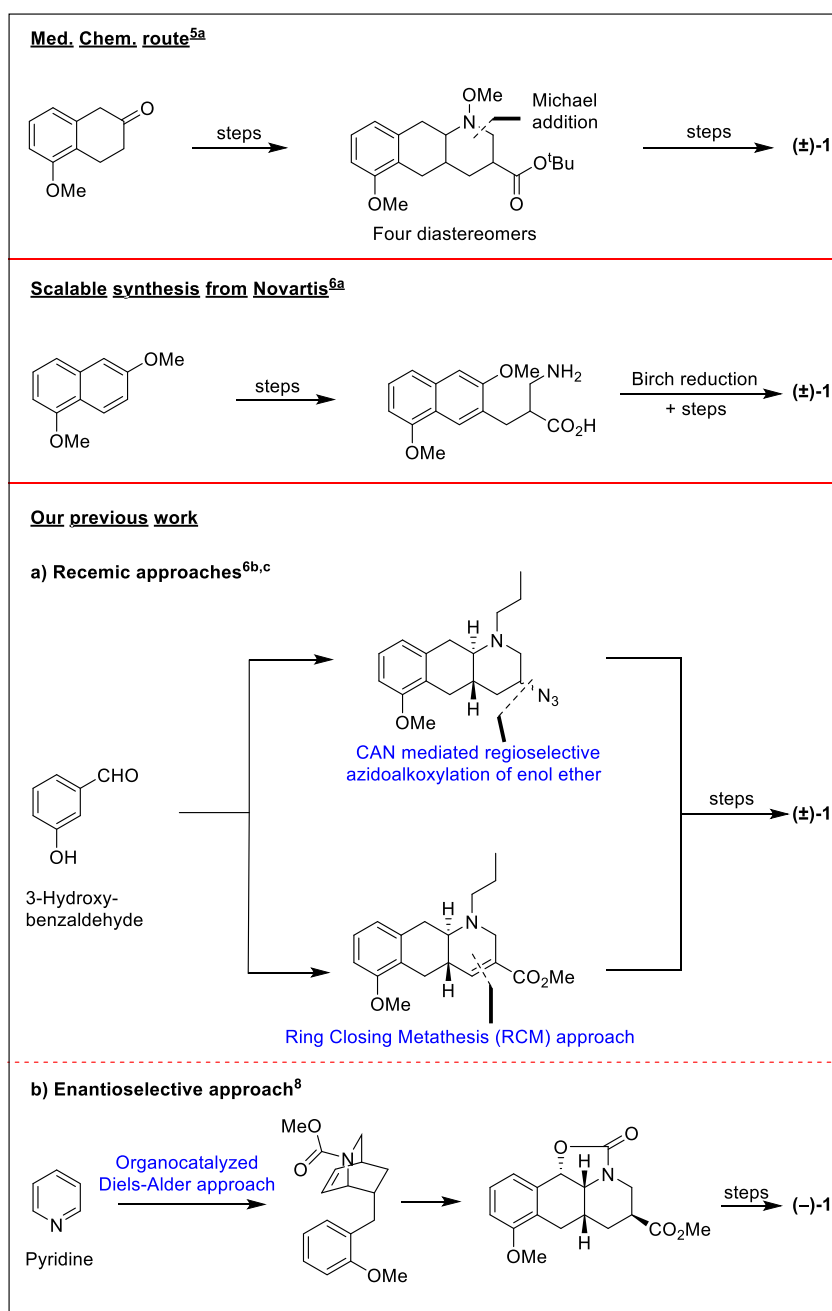 Med. Chem. route5a
O
OMe
steps
OMe
N
O
OtBu
OMe
Michael
addition
Four diastereomers
steps
(±)-1
Scalable synthesis from Novartis6a
OMe
OMe
steps
OMe
NH2
CO2H
OMe
Birch reduction
+ steps
(±)-1
Our previous work
a) Recemic approaches6b,c
H
N
H
N3
OMe
CAN mediated regioselective
azidoalkoxylation of enol ether
CHO
OH
3-Hydroxy-
benzaldehyde
steps
(±)-1
H
N
H
CO2Me
OMe
Ring Closing Metathesis (RCM) approach
b) Enantioselective approach8
N
Pyridine
Organocatalyzed
Diels-Alder approach
MeO
O
N
OMe
O
O
H
N
H
CO2Me
OMe
steps
(–)-1